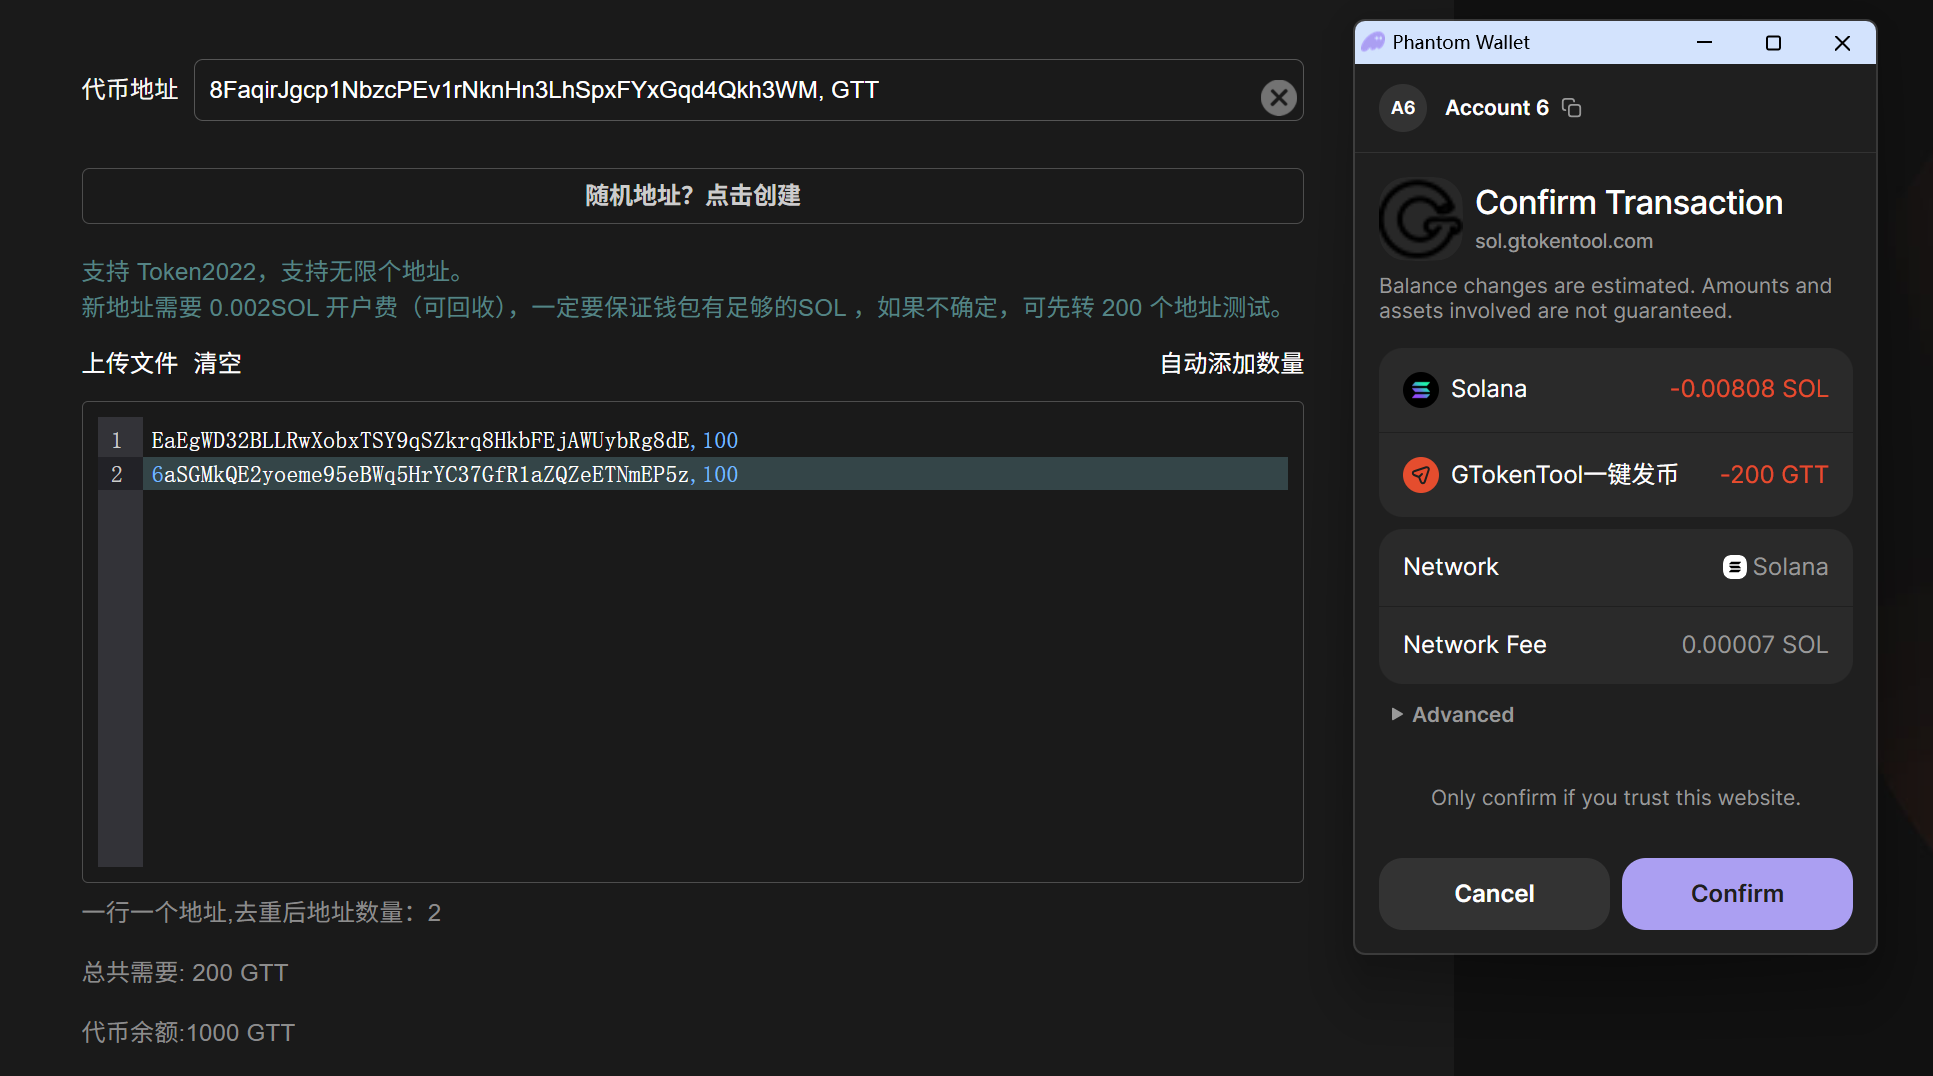 代币地址
8FaqirJgcp1NbzcPEv1rNknHn3LhSpxFYxGqd4Qkh3WM, GTT
随机地址？点击创建
支持 Token2022，支持无限个地址。
新地址需要 0.002SOL 开户费（可回收），一定要保证钱包有足够的SOL ，如果不确定，可先转 200 个地址测试。
上传文件 清空
自动添加数量
1 EaEgWD32BLLRwXobxTSY9qSZkrq8HkbFEjAWUybRg8dE,100
2 6aSGMkQE2yoeme95eBWq5HrYC37GfR1aZQZeETNmEP5z,100
一行一个地址,去重后地址数量：2
总共需要: 200 GTT
代币余额:1000 GTT
Phantom Wallet
A6 Account 6
Confirm Transaction
sol.gtokentool.com
Balance changes are estimated. Amounts and
assets involved are not guaranteed.
Solana -0.00808 SOL
GTokenTool一键发币 -200 GTT
Network Solana
Network Fee 0.00007 SOL
Advanced
Only confirm if you trust this website.
Cancel Confirm